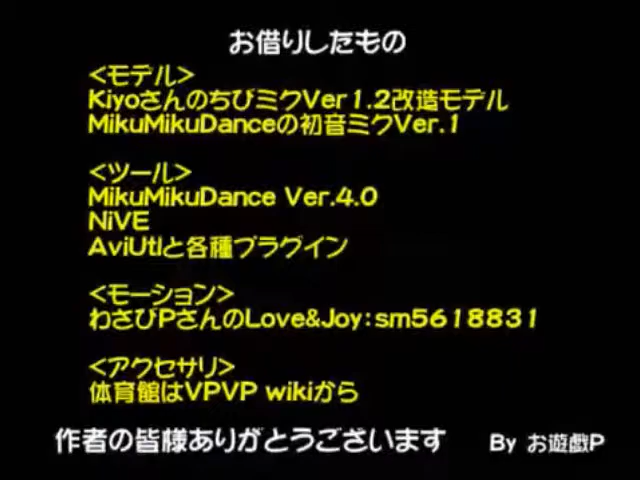 お借りしたもの
<モデル>
KiyoさんのちびミクVer1.2改造モデル
MikuMikuDanceの初音ミクVer.1
<ツール>
MikuMikuDance Ver.4.0
NiVE
AviUtlと各種プラグイン
<モーション>
わさびPさんのLove&Joy:sm5618831
<アクセサリ>
体育館はVPVP wikiから
作者の皆様ありがとうございます
By お遊戯P